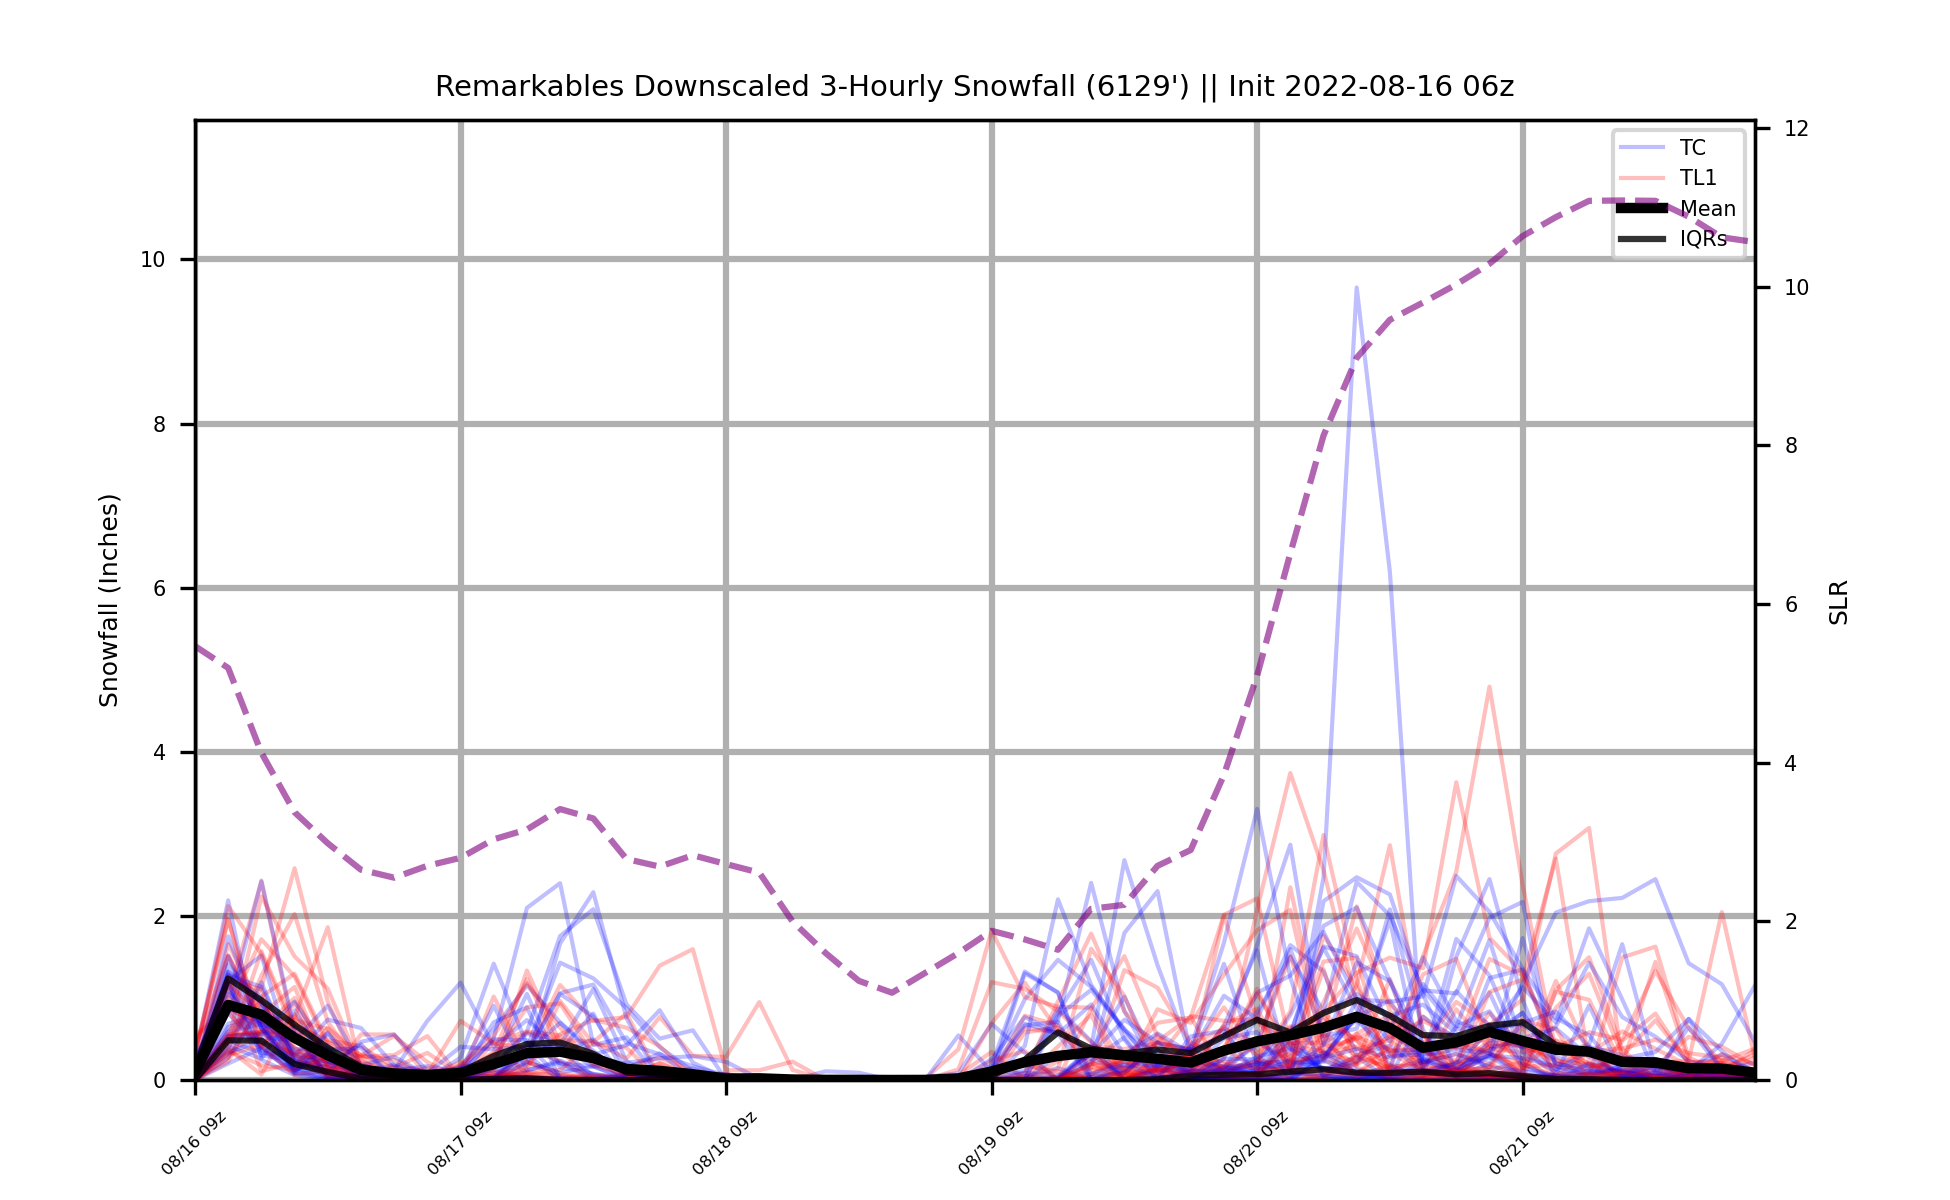 Remarkables Downscaled 3-Hourly Snowfall (6129') || Init 2022-08-16 06z
TC
TL1
Mean
IQRs
Snowfall (Inches)
10
8
6
4
2
0
12
10
8
6
4
2
0
SLR
08/16 09z
08/17 09z
08/18 09z
08/19 09z
08/20 09z
08/21 09z